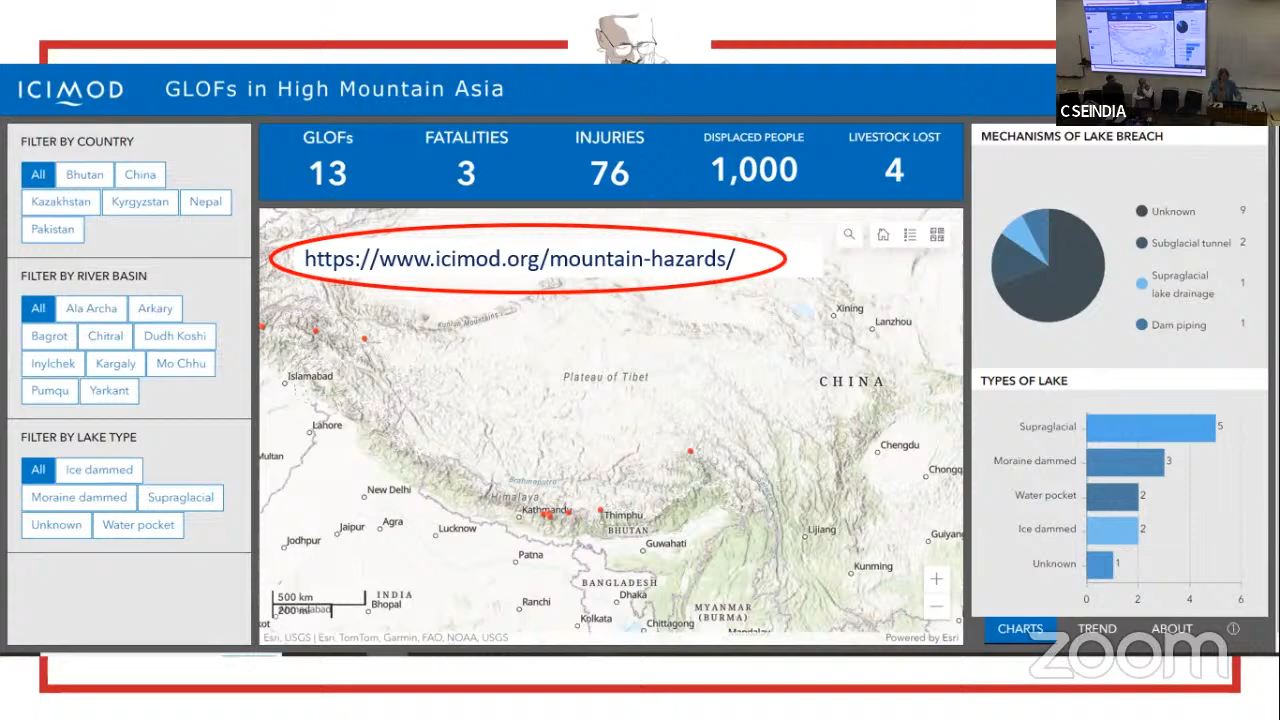 ICIMOD
GLOFs in High Mountain Asia
CSEINDIA
FILTER BY COUNTRY
All
Bhutan
China
Kazakhstan
Kyrgyzstan
Nepal
Pakistan
FILTER BY RIVER BASIN
All
Ala Archa
Arkary
Bagrot
Chitral
Dudh Koshi
Inylchek
Kargaly
Mo Chhu
Pumqu
Yarkant
FILTER BY LAKE TYPE
All
Ice dammed
Moraine dammed
Supraglacial
Unknown
Water pocket
GLOFs
13
FATALITIES
3
INJURIES
76
DISPLACED PEOPLE
1,000
LIVESTOCK LOST
4
https://www.icimod.org/mountain-hazards/
Kunlun Mountains
Xining
Lanzhou
Islamabad
Plateau of Tibet
CHINA
Lahore
Multan
Chengdu
Chongq
Brahmaputra
New Delhi
Himalaya
Kathmandu
Thimphu
BHUTAN
Jaipur
Agra
Lucknow
Guwahati
Lijiang
Guiyan
Jodhpur
Patna
Kunming
BANGLADESH
500 km
INDIA
Dhaka
200 mi
Bhopal
Ranchi
MYANMAR
(BURMA)
Kolkata
Chittagong
Mandalay
Esri, USGS | Esri, TomTom, Garmin, FAO, NOAA, USGS
Powered by Esri
MECHANISMS OF LAKE BREACH
Unknown 9
Subglacial tunnel 2
Supraglacial
lake drainage 1
Dam piping 1
TYPES OF LAKE
Supraglacial 5
Moraine dammed 3
Water pocket 2
Ice dammed 2
Unknown 1
0 2 4 6
CHARTS
TREND
ABOUT
zoom